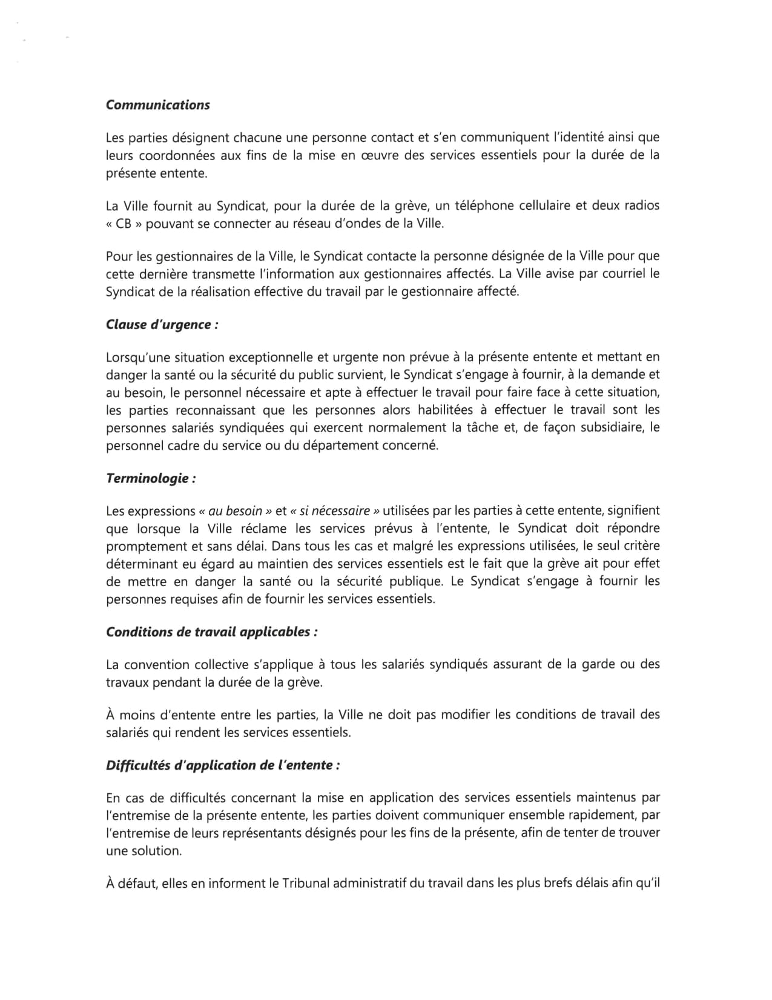 Communications
Les parties désignent chacune une personne contact et s'en communiquent l'identité ainsi que
leurs coordonnées aux fins de la mise en œuvre des services essentiels pour la durée de la
présente entente.
La Ville fournit au Syndicat, pour la durée de la grève, un téléphone cellulaire et deux radios
« CB » pouvant se connecter au réseau d'ondes de la Ville.
Pour les gestionnaires de la Ville, le Syndicat contacte la personne désignée de la Ville pour que
cette dernière transmette l'information aux gestionnaires affectés. La Ville avise par courriel le
Syndicat de la réalisation effective du travail par le gestionnaire affecté.
Clause d'urgence :
Lorsqu'une situation exceptionnelle et urgente non prévue à la présente entente et mettant en
danger la santé ou la sécurité du public survient, le Syndicat s'engage à fournir, à la demande et
au besoin, le personnel nécessaire et apte à effectuer le travail pour faire face à cette situation,
les parties reconnaissant que les personnes alors habilitées à effectuer le travail sont les
personnes salariés syndiquées qui exercent normalement la tâche et, de façon subsidiaire, le
personnel cadre du service ou du département concerné.
Terminologie :
Les expressions « au besoin » et « si nécessaire » utilisées par les parties à cette entente, signifient
que lorsque la Ville réclame les services prévus à l'entente, le Syndicat doit répondre
promptement et sans délai. Dans tous les cas et malgré les expressions utilisées, le seul critère
déterminant eu égard au maintien des services essentiels est le fait que la grève ait pour effet
de mettre en danger la santé ou la sécurité publique. Le Syndicat s'engage à fournir les
personnes requises afin de fournir les services essentiels.
Conditions de travail applicables :
La convention collective s'applique à tous les salariés syndiqués assurant de la garde ou des
travaux pendant la durée de la grève.
À moins d'entente entre les parties, la Ville ne doit pas modifier les conditions de travail des
salariés qui rendent les services essentiels.
Difficultés d'application de l'entente :
En cas de difficultés concernant la mise en application des services essentiels maintenus par
l'entremise de la présente entente, les parties doivent communiquer ensemble rapidement, par
l'entremise de leurs représentants désignés pour les fins de la présente, afin de tenter de trouver
une solution.
À défaut, elles en informent le Tribunal administratif du travail dans les plus brefs délais afin qu'il